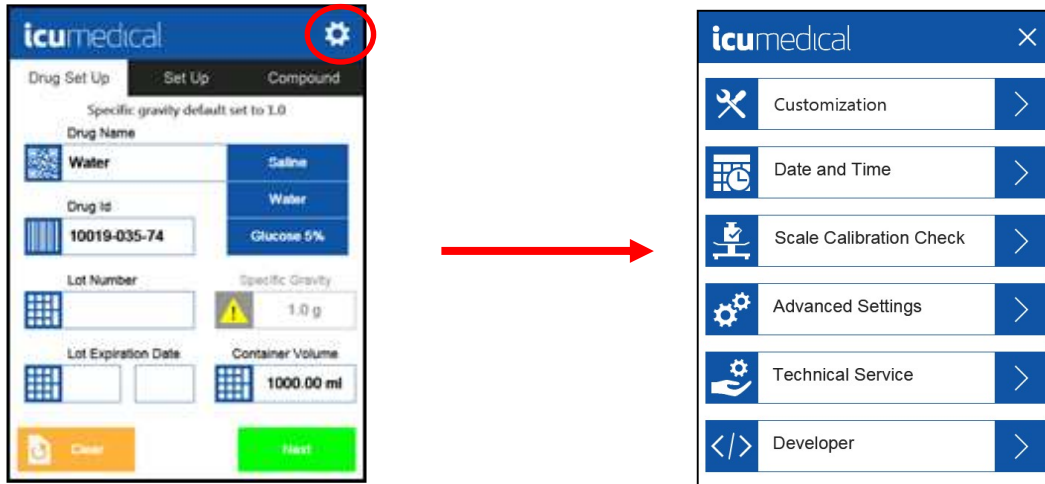 icumedical
Drug Set Up Set Up Compound
Specific gravity default set to 1.0
Drug Name
Water
Saline
Water
Glucose 5%
Drug Id
10019-035-74
Lot Number
Specific Gravity
1.0 g
Lot Expiration Date
Container Volume
1000.00 ml
Clear
Next
icumedical
Customization
Date and Time
Scale Calibration Check
Advanced Settings
Technical Service
</> Developer